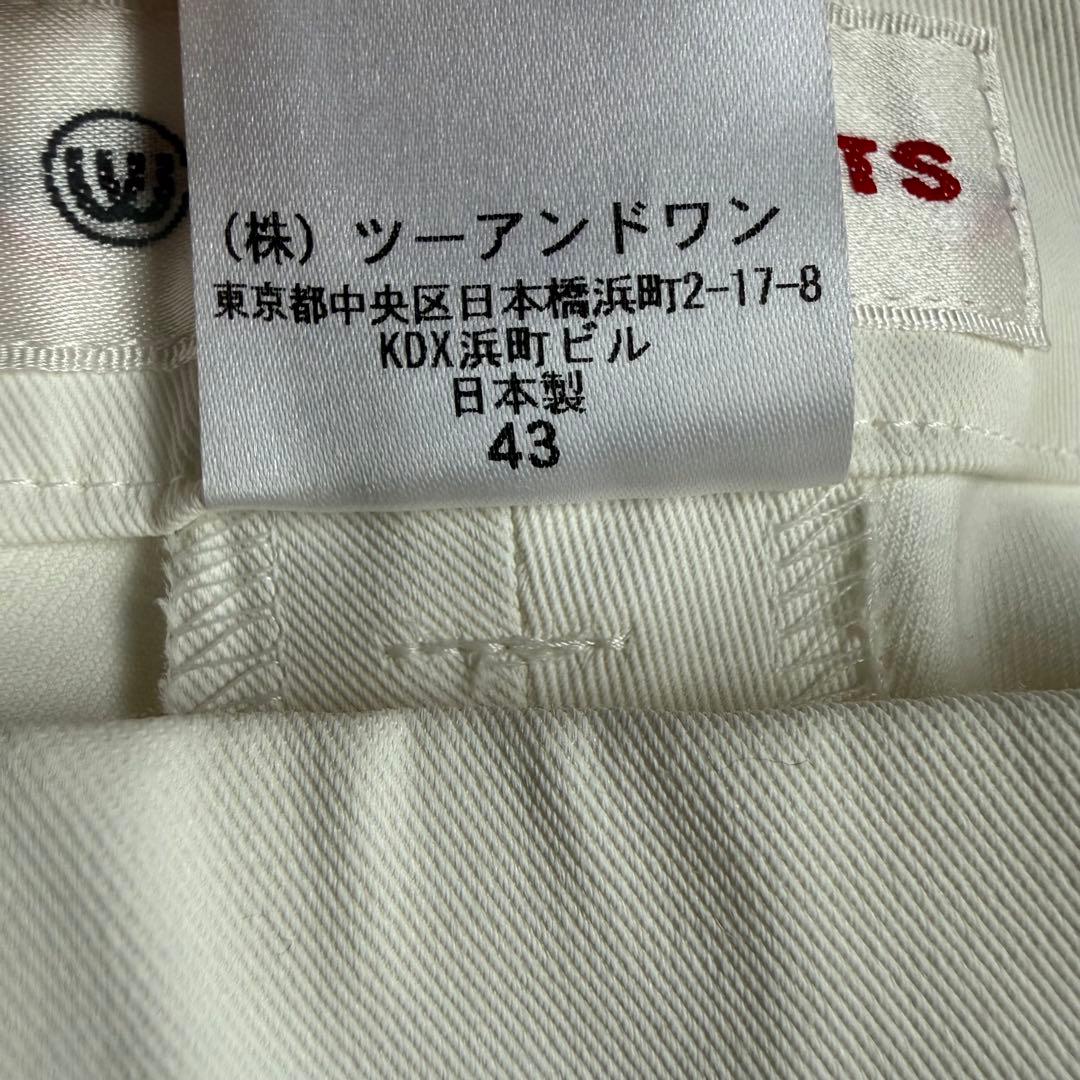 W
TS
(株) ツーアンドワン
東京都中央区日本橋浜町2-17-8
KDX浜町ビル
日本製
43